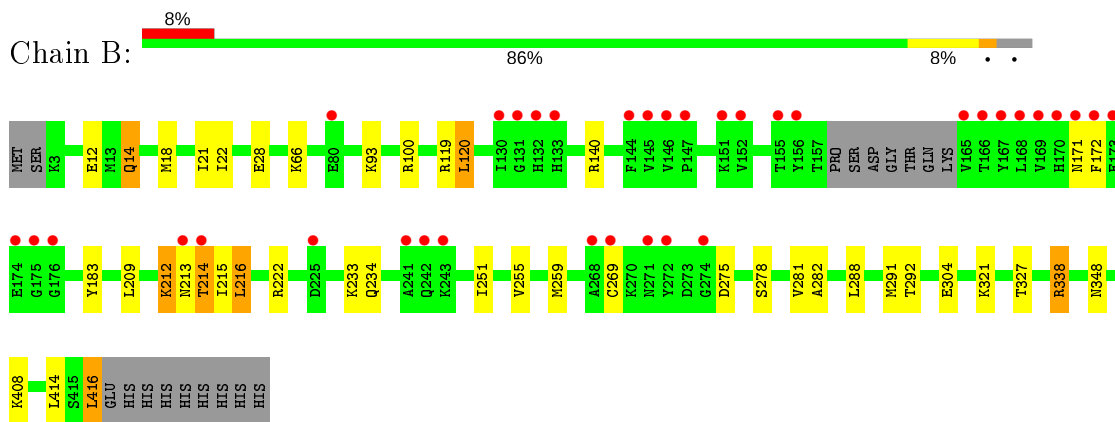 8%
Chain B:
86% 8% • •
MET SER K3 E12 M13 Q14 M18 I21 I22 E28 K66 E80 K93 R100 R119 L120 I130 G131 H132 H133 R140 F144 V145 V146 P147 K151 V152 T155 Y156 T157 PRO SER ASP GLY THR GLN LYS V165 T166 Y167 L168 V169 H170 N171 F172
E174 G175 G176 Y183 L209 K212 N213 T214 I215 L216 R222 D225 K233 Q234 A241 Q242 K243 I251 V255 M259 A268 C269 K270 N271 Y272 D273 G274 D275 S278 V281 A282 L288 M291 T292 E304 K321 T327 R338 N348
K408 L414 S415 L416 GLU HIS HIS HIS HIS HIS HIS HIS HIS